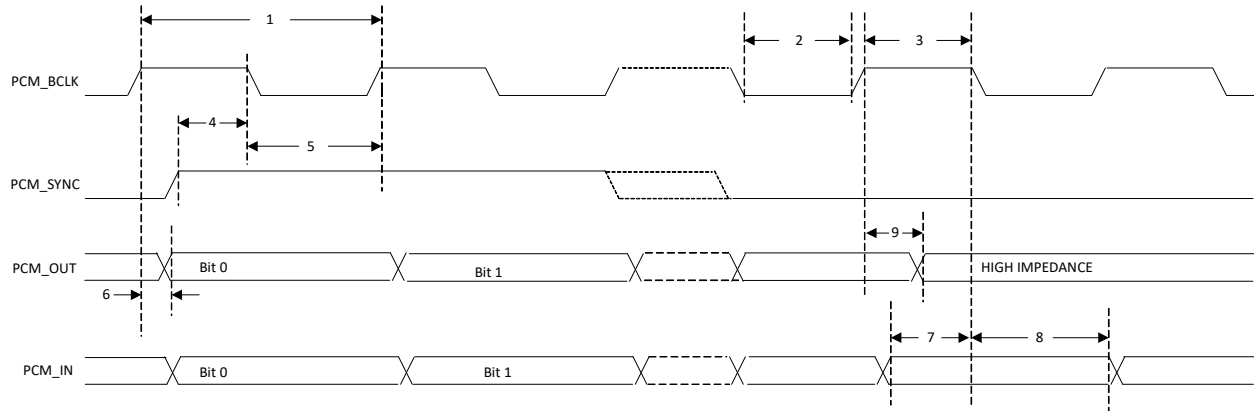 1
2
3
PCM_BCLK
4
5
PCM_SYNC
9
PCM_OUT
Bit 0
Bit 1
HIGH IMPEDANCE
6
7
8
PCM_IN
Bit 0
Bit 1